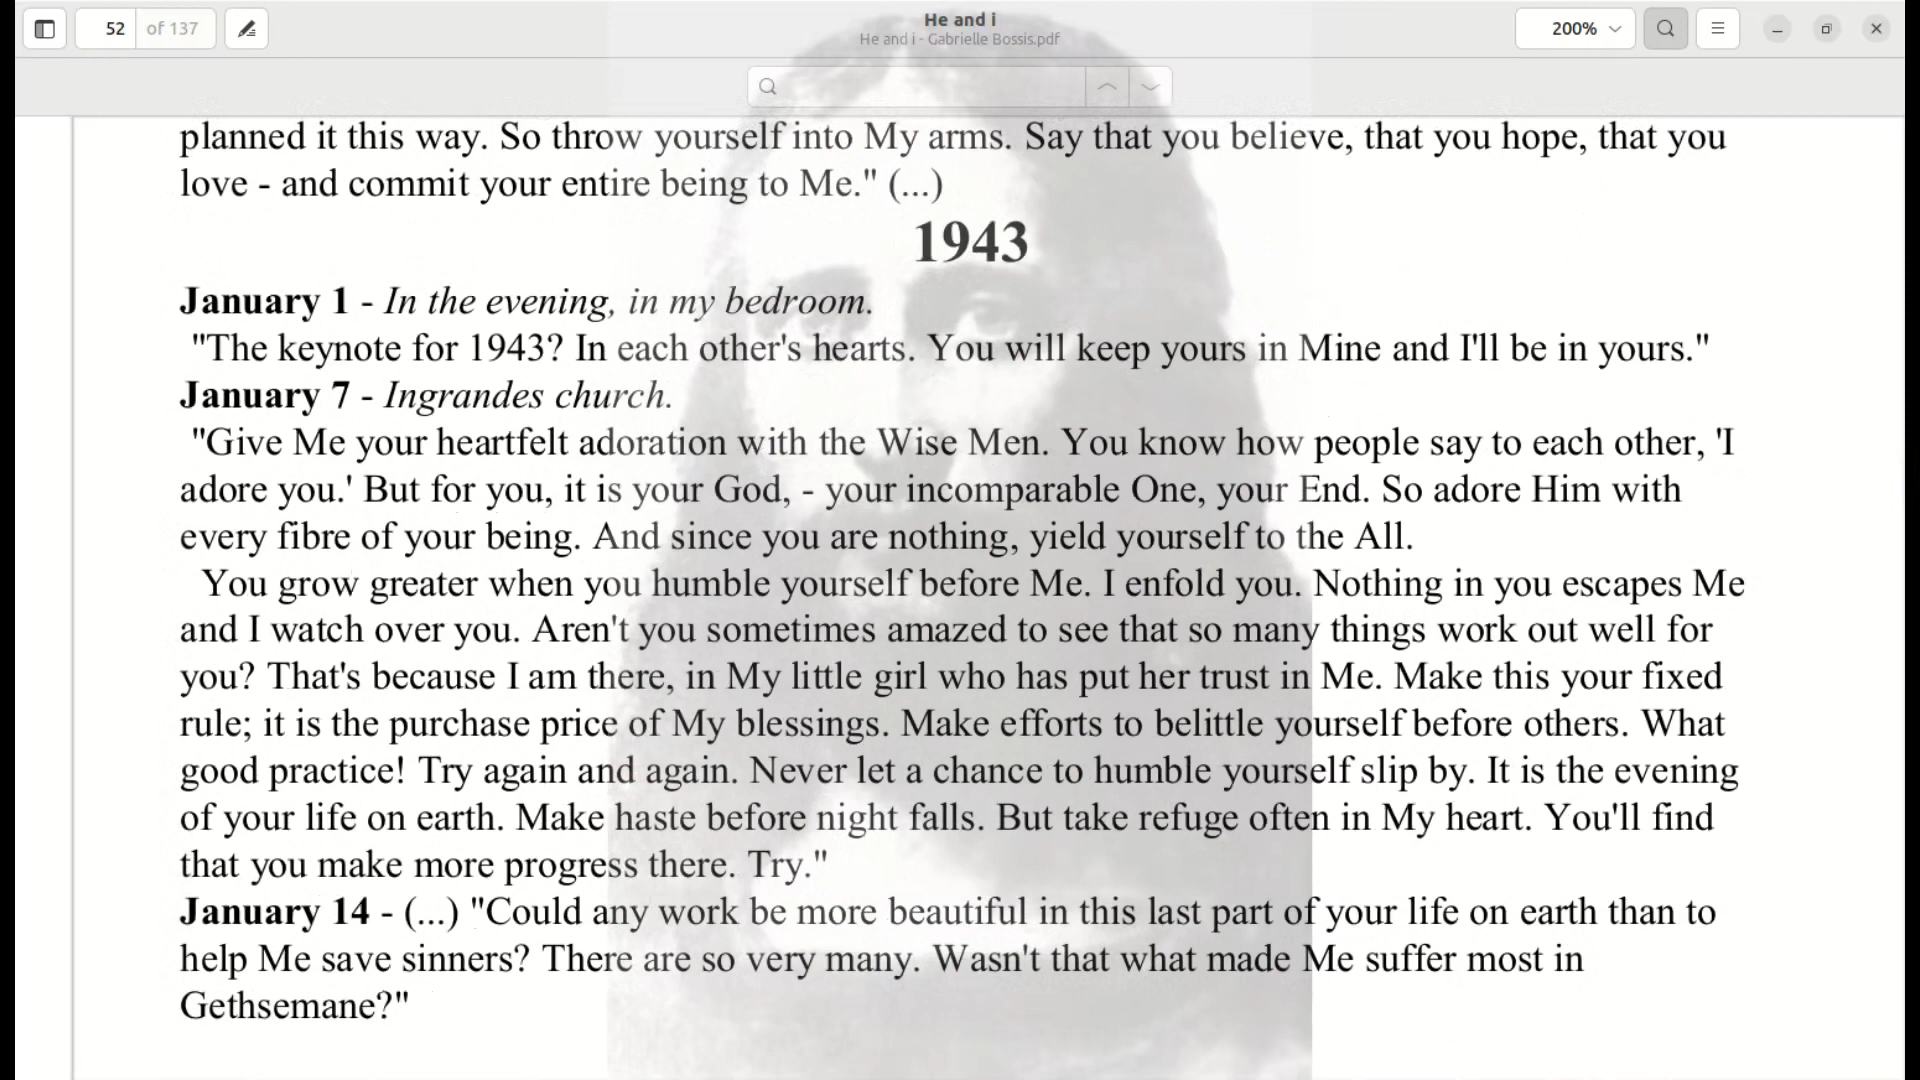 He and i
He and i - Gabrielle Bossis.pdf
52 of 137
200%
planned it this way. So throw yourself into My arms. Say that you believe, that you hope, that you
love - and commit your entire being to Me." (...)
1943
January 1 - In the evening, in my bedroom.
"The keynote for 1943? In each other's hearts. You will keep yours in Mine and I'll be in yours."
January 7 - Ingrandes church.
"Give Me your heartfelt adoration with the Wise Men. You know how people say to each other, 'I
adore you.' But for you, it is your God, - your incomparable One, your End. So adore Him with
every fibre of your being. And since you are nothing, yield yourself to the All.
You grow greater when you humble yourself before Me. I enfold you. Nothing in you escapes Me
and I watch over you. Aren't you sometimes amazed to see that so many things work out well for
you? That's because I am there, in My little girl who has put her trust in Me. Make this your fixed
rule; it is the purchase price of My blessings. Make efforts to belittle yourself before others. What
good practice! Try again and again. Never let a chance to humble yourself slip by. It is the evening
of your life on earth. Make haste before night falls. But take refuge often in My heart. You'll find
that you make more progress there. Try."
January 14 - (...) "Could any work be more beautiful in this last part of your life on earth than to
help Me save sinners? There are so very many. Wasn't that what made Me suffer most in
Gethsemane?"